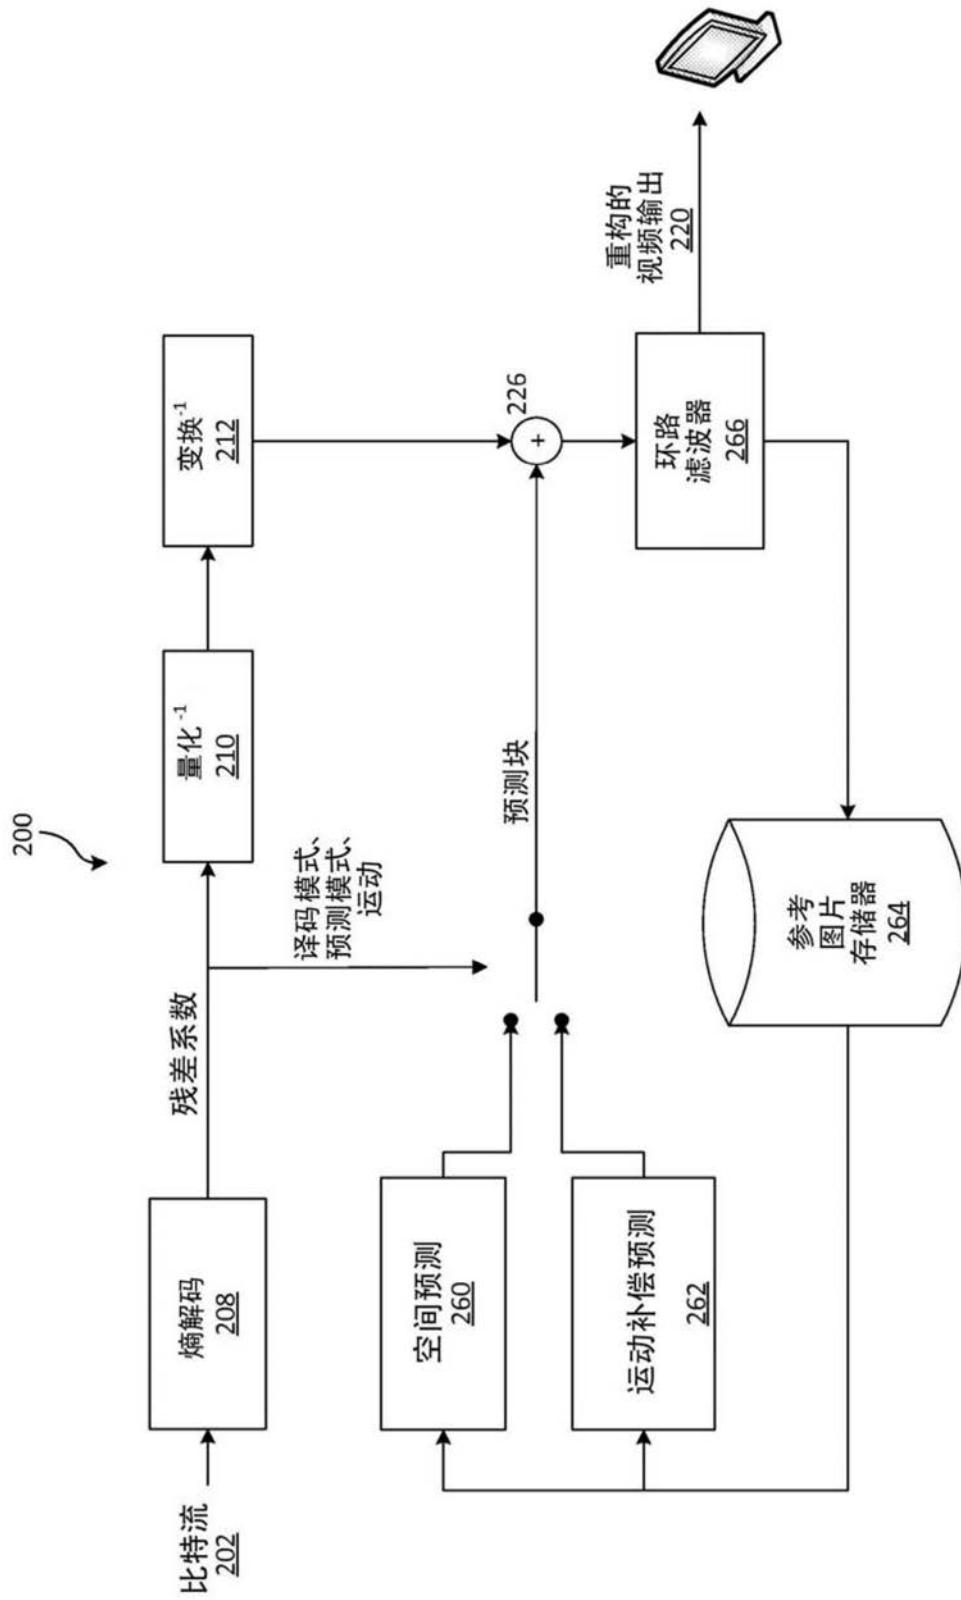 200
比特流
202
熵解码
208
残差系数
量化⁻¹
210
变换⁻¹
212
译码模式、
预测模式、
运动
空间预测
260
预测块
226
+
运动补偿预测
262
环路
滤波器
266
重构的
视频输出
220
参考
图片
存储器
264